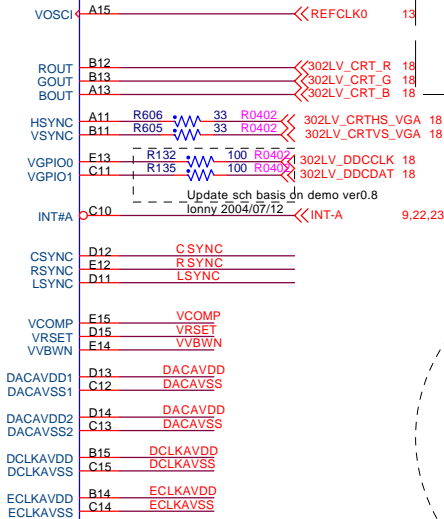 VOSCI A15 REFCLK0 13
ROUT B12 302LV_CRT_R 18
GOUT B13 302LV_CRT_G 18
BOUT A13 302LV_CRT_B 18
HSYNC A11 R606 33 R0402 302LV_CRTHS_VGA 18
VSYNC B11 R605 33 R0402 302LV_CRTVS_VGA 18
VGPIO0 E13 R132 100 R0402 302LV_DDCCLK 18
VGPIO1 C11 R135 100 R0402 302LV_DDCDAT 18
Update sch basis on demo ver0.8
lonny 2004/07/12
INT#A C10 INT-A 9,22,23
CSYNC D12 CSYNC
RSYNC E12 RSYNC
LSYNC D11 LSYNC
VCOMP E15 VCOMP
VRSET D15 VRSET
VVBWN E14 VVBWN
DACAVDD1 D13 DACAVDD
DACAVSS1 C12 DACAVSS
DACAVDD2 D14 DACAVDD
DACAVSS2 C13 DACAVSS
DCLKAVDD B15 DCLKAVDD
DCLKAVSS C15 DCLKAVSS
ECLKAVDD B14 ECLKAVDD
ECLKAVSS C14 ECLKAVSS